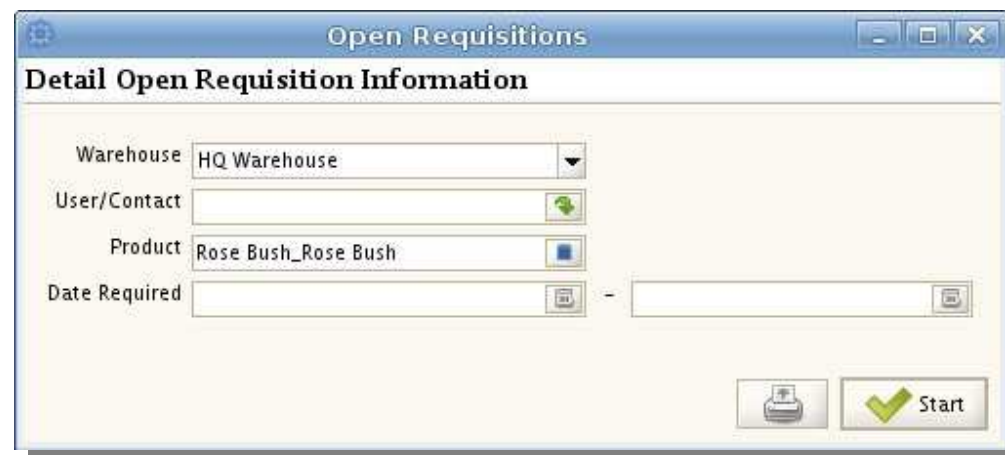 Open Requisitions
Detail Open Requisition Information
Warehouse HQ Warehouse
User/Contact
Product Rose Bush_Rose Bush
Date Required -
Start